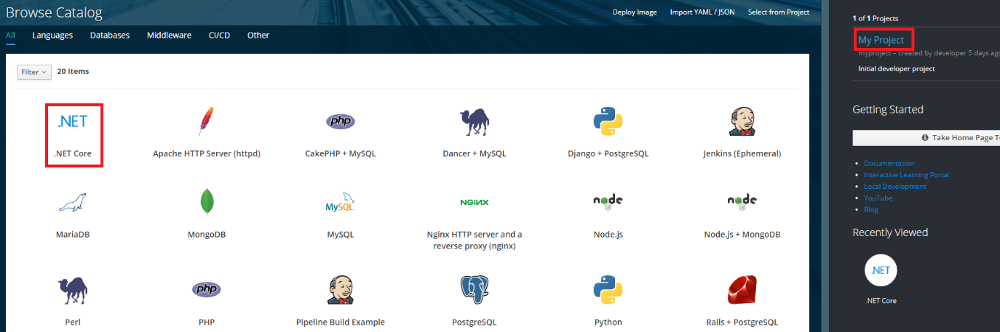 Browse Catalog
Deploy Image Import YAML / JSON Select from Project
All Languages Databases Middleware CI/CD Other
Filter 20 Items
.NET
php
.NET Core Apache HTTP Server (httpd) CakePHP + MySQL Dancer + MySQL Django + PostgreSQL Jenkins (Ephemeral)
MySQL NGINX node node
MariaDB MongoDB MySQL Nginx HTTP server and a Node.js Node.js + MongoDB
reverse proxy (nginx)
php
Perl PHP Pipeline Build Example PostgreSQL Python Rails + PostgreSQL
1 of 1 Projects
My Project
myproject – created by developer 5 days ago
Initial developer project
Getting Started
Take Home Page
Documentation
Interactive Learning Portal
Local Development
YouTube
Blog
Recently Viewed
.NET
.NET Core